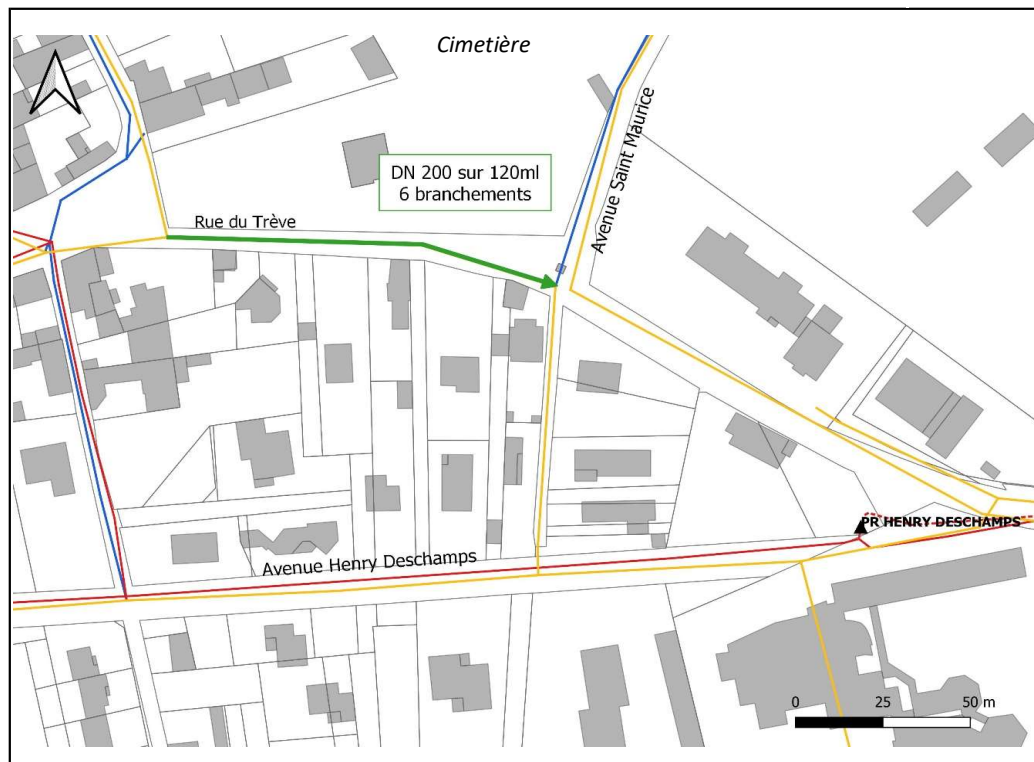 Cimetière
Avenue Saint Maurice
DN 200 sur 120ml
6 branchements
Rue du Trève
PR HENRY DESCHAMPS
Avenue Henry Deschamps
0 25 50 m